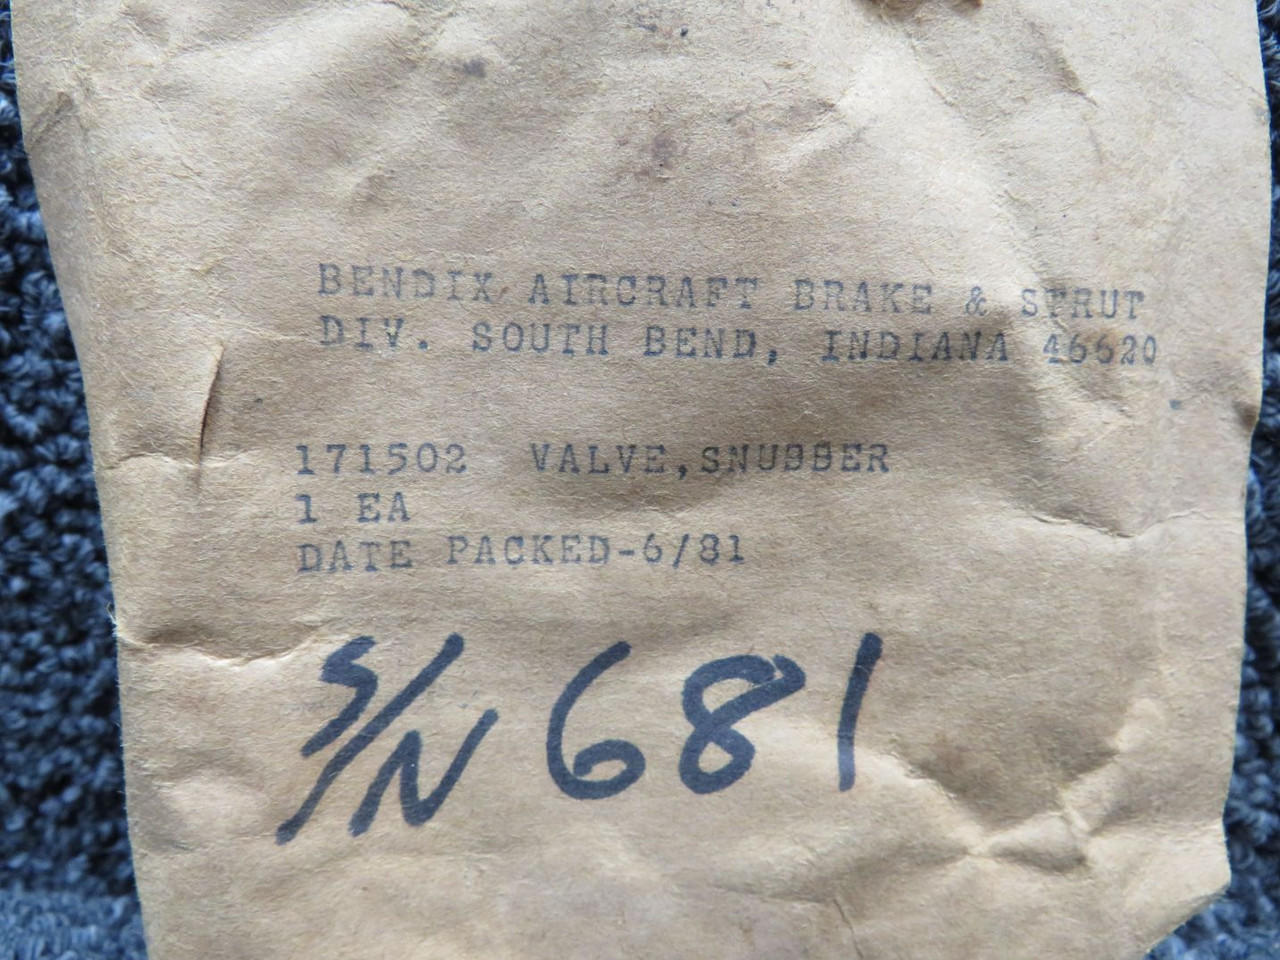 BENDIX AIRCRAFT BRAKE & STRUT
DIV. SOUTH BEND, INDIANA 46620
171502 VALVE,SNUBBER
1 EA
DATE PACKED-6/81
S/N 681